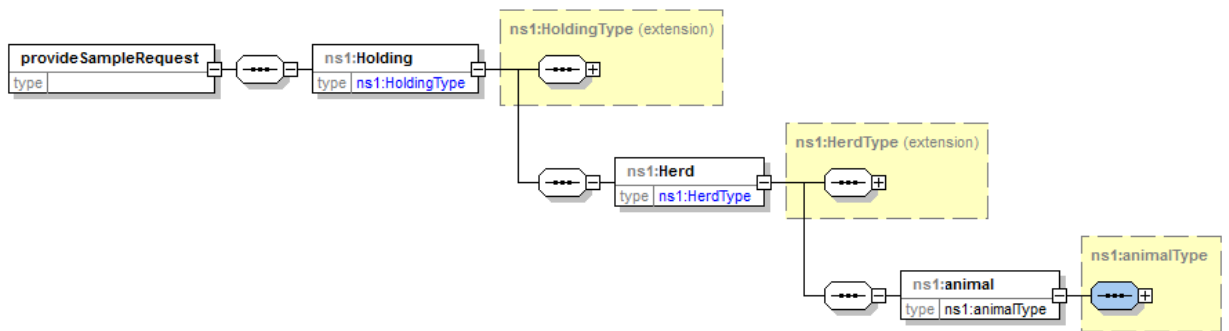 ns1:HoldingType (extension)
provideSampleRequest
type
ns1:Holding
type ns1:HoldingType
ns1:HerdType (extension)
ns1:Herd
type ns1:HerdType
ns1:animalType
ns1:animal
type ns1:animalType